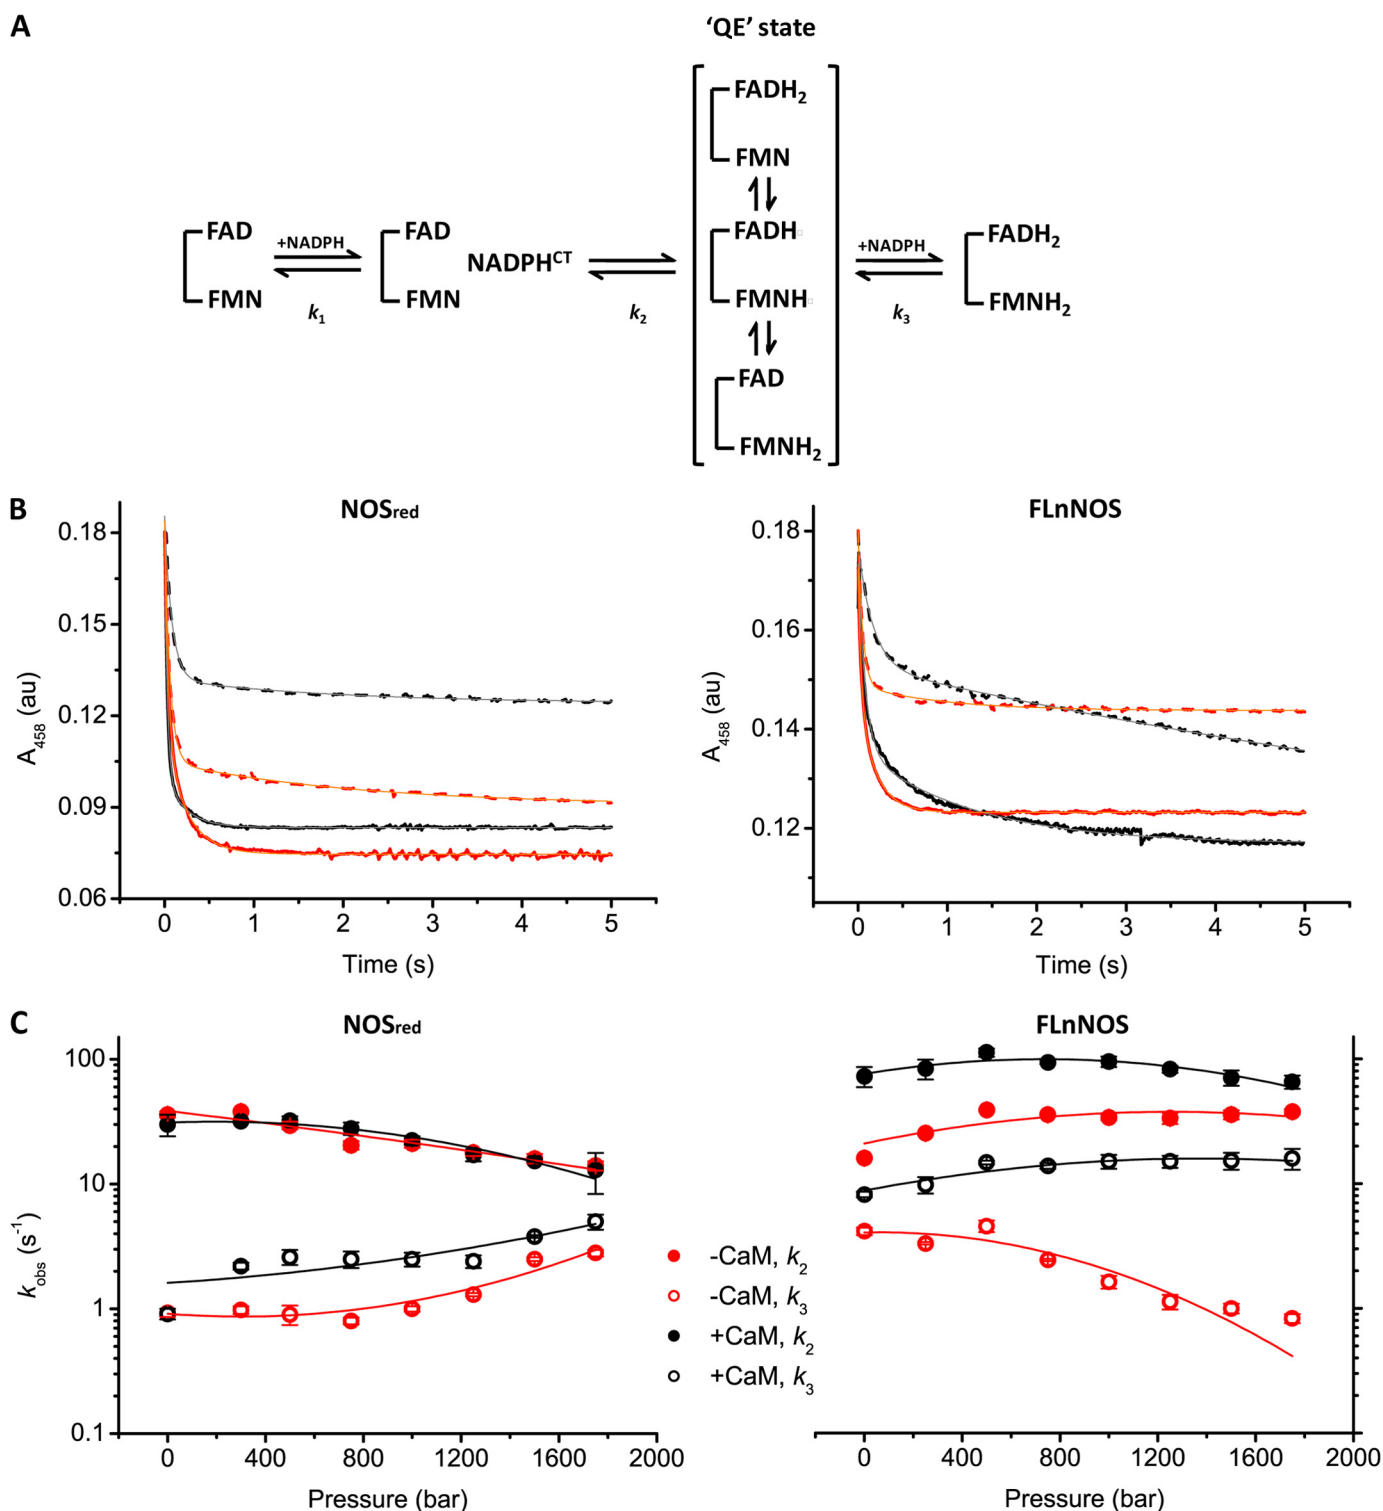 A
‘QE’ state
FADH2
FMN
FAD
+NADPH
FAD
FADH
+NADPH
FADH2
NADPHCT
FMN
k1
FMN
k2
FMNH
k3
FMNH2
FAD
FMNH2
B
NOSred
FLnNOS
0.18
0.15
0.12
0.09
0.06
A458 (au)
0 1 2 3 4 5
Time (s)
0.18
0.16
0.14
0.12
A458 (au)
0 1 2 3 4 5
Time (s)
C
NOSred
FLnNOS
100
10
1
0.1
kobs (s-1)
-CaM, k2
-CaM, k3
+CaM, k2
+CaM, k3
0 400 800 1200 1600 2000
Pressure (bar)
0 400 800 1200 1600 2000
Pressure (bar)